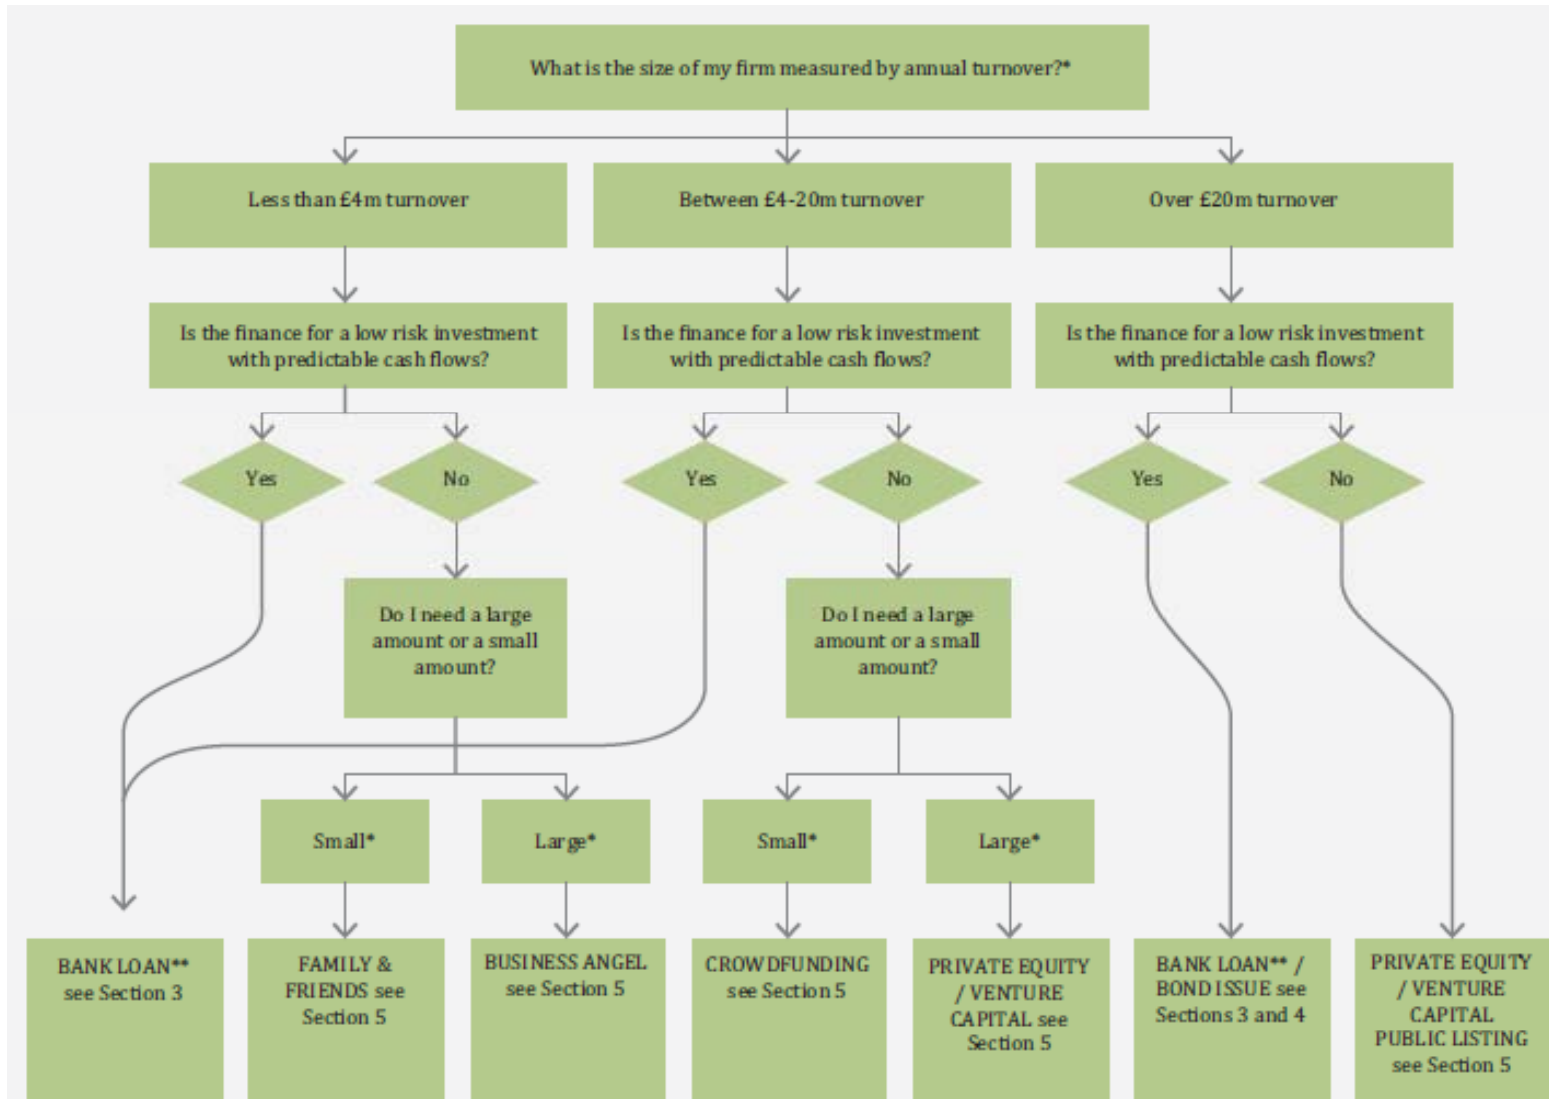 What is the size of my firm measured by annual turnover?*
Less than £4m turnover
Between £4-20m turnover
Over £20m turnover
Is the finance for a low risk investment
with predictable cash flows?
Is the finance for a low risk investment
with predictable cash flows?
Is the finance for a low risk investment
with predictable cash flows?
Yes
No
Yes
No
Yes
No
Do I need a large
amount or a small
amount?
Do I need a large
amount or a small
amount?
Small*
Large*
Small*
Large*
BANK LOAN**
see Section 3
FAMILY &
FRIENDS see
Section 5
BUSINESS ANGEL
see Section 5
CROWDFUNDING
see Section 5
PRIVATE EQUITY
/ VENTURE
CAPITAL see
Section 5
BANK LOAN** /
BOND ISSUE see
Sections 3 and 4
PRIVATE EQUITY
/ VENTURE
CAPITAL
PUBLIC LISTING
see Section 5